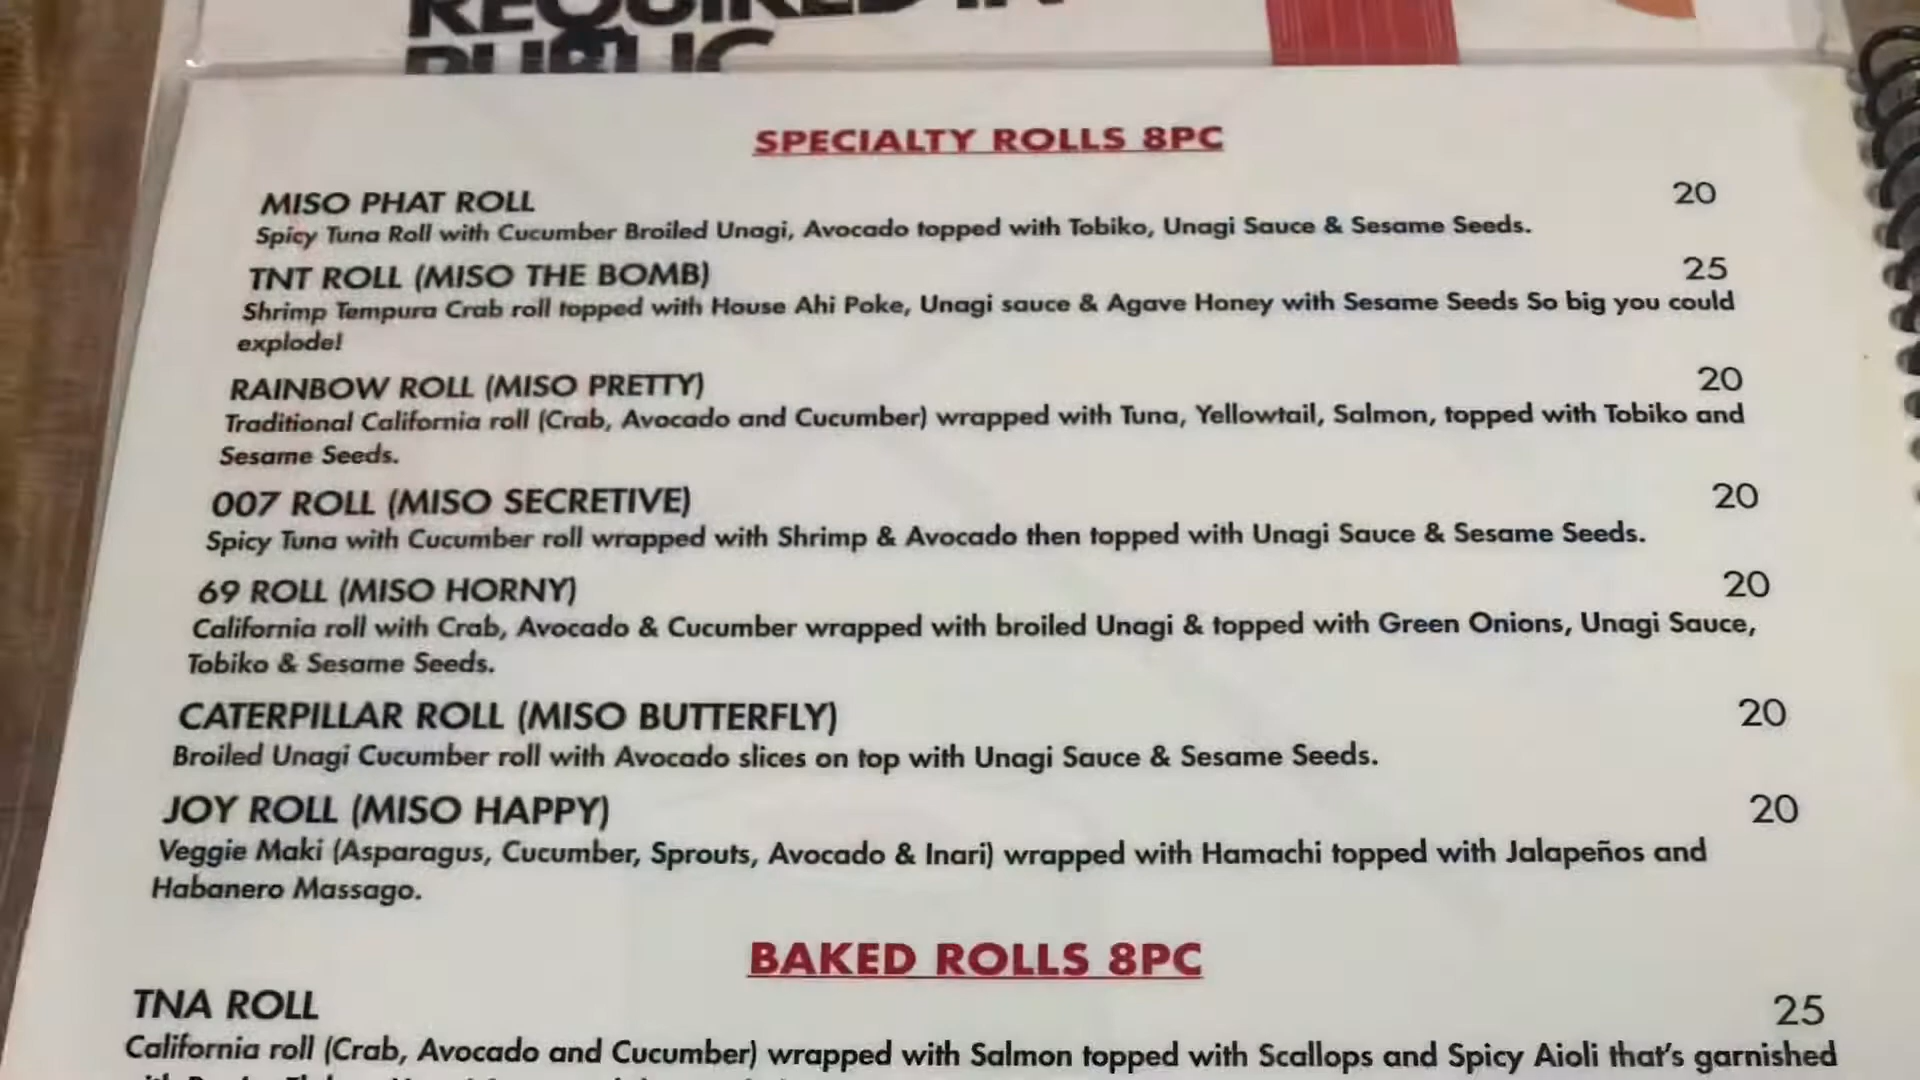 REQUIRED IN
PUBLIC
SPECIALTY ROLLS 8PC
MISO PHAT ROLL 20
Spicy Tuna Roll with Cucumber Broiled Unagi, Avocado topped with Tobiko, Unagi Sauce & Sesame Seeds.
TNT ROLL (MISO THE BOMB) 25
Shrimp Tempura Crab roll topped with House Ahi Poke, Unagi sauce & Agave Honey with Sesame Seeds So big you could
explode!
RAINBOW ROLL (MISO PRETTY) 20
Traditional California roll (Crab, Avocado and Cucumber) wrapped with Tuna, Yellowtail, Salmon, topped with Tobiko and
Sesame Seeds.
007 ROLL (MISO SECRETIVE) 20
Spicy Tuna with Cucumber roll wrapped with Shrimp & Avocado then topped with Unagi Sauce & Sesame Seeds.
69 ROLL (MISO HORNY) 20
California roll with Crab, Avocado & Cucumber wrapped with broiled Unagi & topped with Green Onions, Unagi Sauce,
Tobiko & Sesame Seeds.
CATERPILLAR ROLL (MISO BUTTERFLY) 20
Broiled Unagi Cucumber roll with Avocado slices on top with Unagi Sauce & Sesame Seeds.
JOY ROLL (MISO HAPPY) 20
Veggie Maki (Asparagus, Cucumber, Sprouts, Avocado & Inari) wrapped with Hamachi topped with Jalapeños and
Habanero Massago.
BAKED ROLLS 8PC
TNA ROLL 25
California roll (Crab, Avocado and Cucumber) wrapped with Salmon topped with Scallops and Spicy Aioli that's garnished